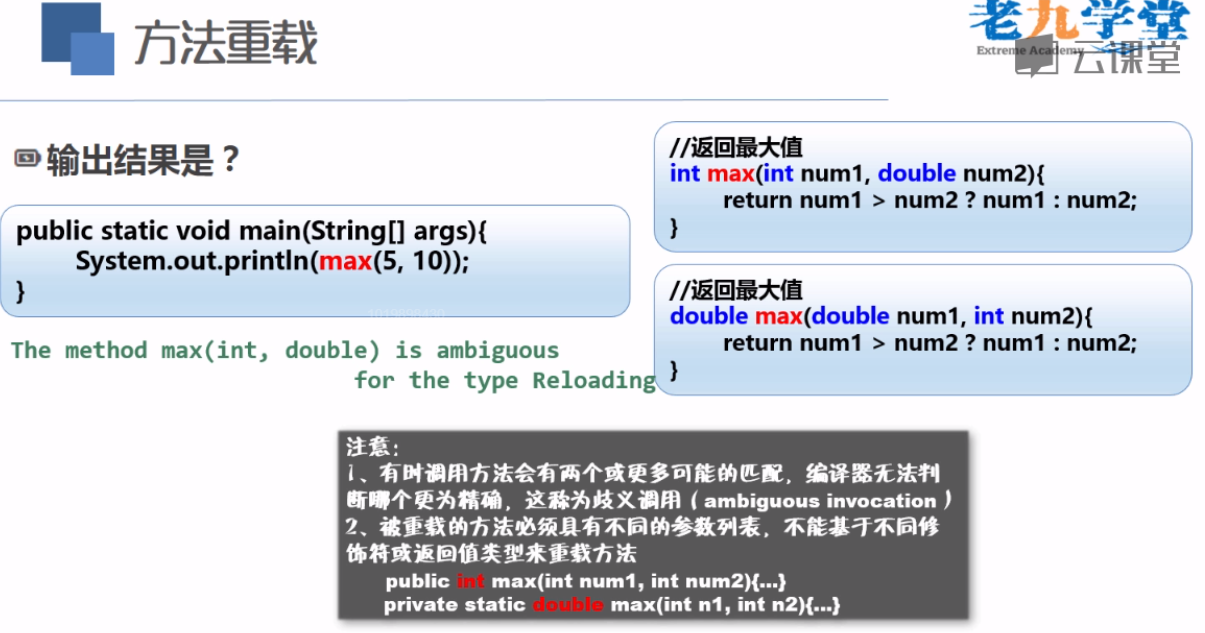 方法重载
老九学堂
Extreme Academy
云课堂
输出结果是？
public static void main(String[] args){
System.out.println(max(5, 10));
}
The method max(int, double) is ambiguous
for the type Reloading
//返回最大值
int max(int num1, double num2){
return num1 > num2 ? num1 : num2;
}
//返回最大值
double max(double num1, int num2){
return num1 > num2 ? num1 : num2;
}
注意：
1、有时调用方法会有两个或更多可能的匹配，编译器无法判
断哪个更为精确，这称为歧义调用（ambiguous invocation）
2、被重载的方法必须具有不同的参数列表，不能基于不同修
饰符或返回值类型来重载方法
public int max(int num1, int num2){...}
private static double max(int n1, int n2){...}